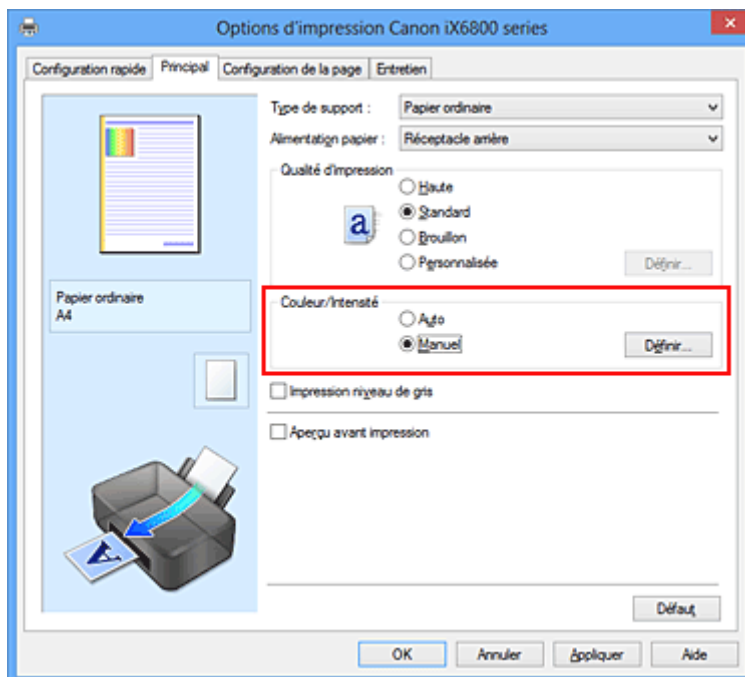 Options d'impression Canon iX6800 series
Configuration rapide Principal Configuration de la page Entretien
Type de support : Papier ordinaire
Alimentation papier : Réceptacle arrière
Qualité d'impression
Haute
a Standard
Brouillon
Personnalisée Définir...
Papier ordinaire
A4
Couleur/Intensité
Auto
Manuel Définir...
Impression niveau de gris
Aperçu avant impression
A
Défaut
OK Annuler Appliquer Aide